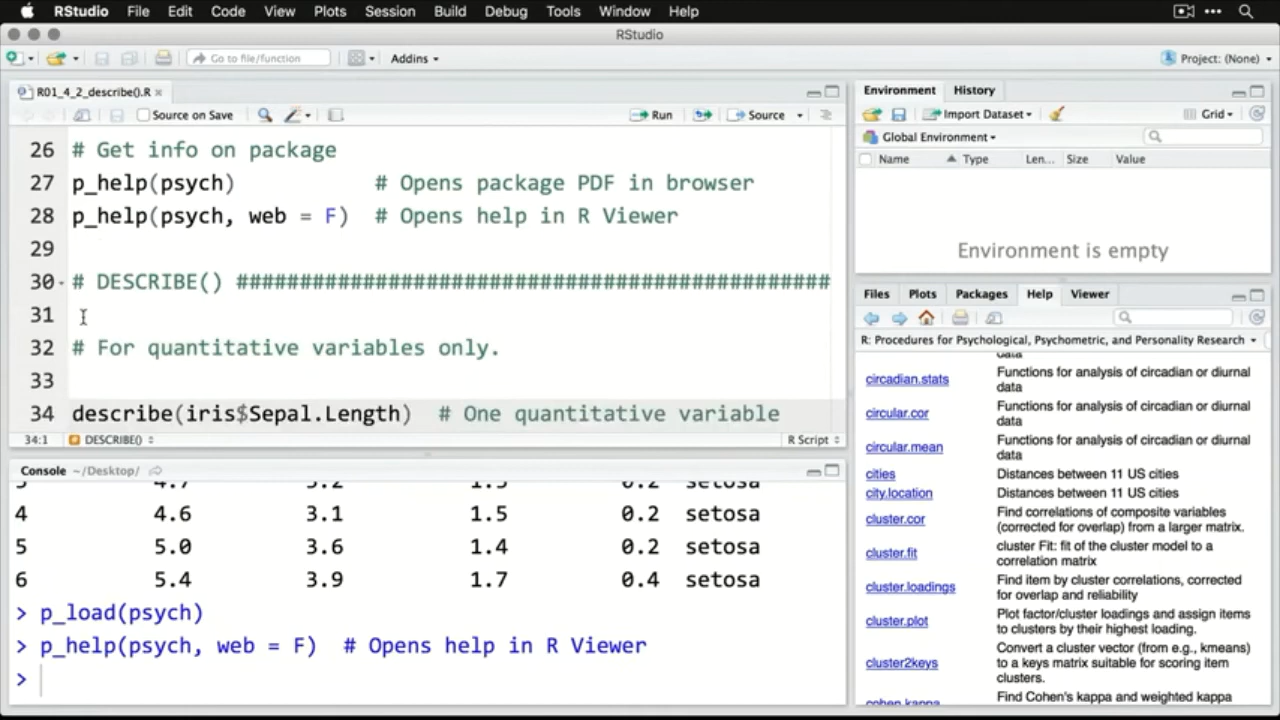 RStudio File Edit Code View Plots Session Build Debug Tools Window Help
RStudio
Go to file/function Addins Project: (None)
R01_4_2_describe().R
Source on Save Run Source
26 # Get info on package
27 p_help(psych) # Opens package PDF in browser
28 p_help(psych, web = F) # Opens help in R Viewer
29
30 # DESCRIBE() ###############################################
31
32 # For quantitative variables only.
33
34 describe(iris$Sepal.Length) # One quantitative variable
34:1 DESCRIBE() R Script
Console ~/Desktop/
4 4.6 3.1 1.5 0.2 setosa
5 5.0 3.6 1.4 0.2 setosa
6 5.4 3.9 1.7 0.4 setosa
> p_load(psych)
> p_help(psych, web = F) # Opens help in R Viewer
>
Environment History
Import Dataset Grid
Global Environment
Name Type Len... Size Value
Environment is empty
Files Plots Packages Help Viewer
R: Procedures for Psychological, Psychometric, and Personality Research
data
circadian.stats Functions for analysis of circadian or diurnal
data
circular.cor Functions for analysis of circadian or diurnal
data
circular.mean Functions for analysis of circadian or diurnal
data
cities Distances between 11 US cities
city.location Distances between 11 US cities
cluster.cor Find correlations of composite variables
(corrected for overlap) from a larger matrix.
cluster.fit cluster Fit: fit of the cluster model to a
correlation matrix
cluster.loadings Find item by cluster correlations, corrected
for overlap and reliability
cluster.plot Plot factor/cluster loadings and assign items
to clusters by their highest loading.
cluster2keys Convert a cluster vector (from e.g., kmeans)
to a keys matrix suitable for scoring item
clusters.
cohen.kappa Find Cohen's kappa and weighted kappa